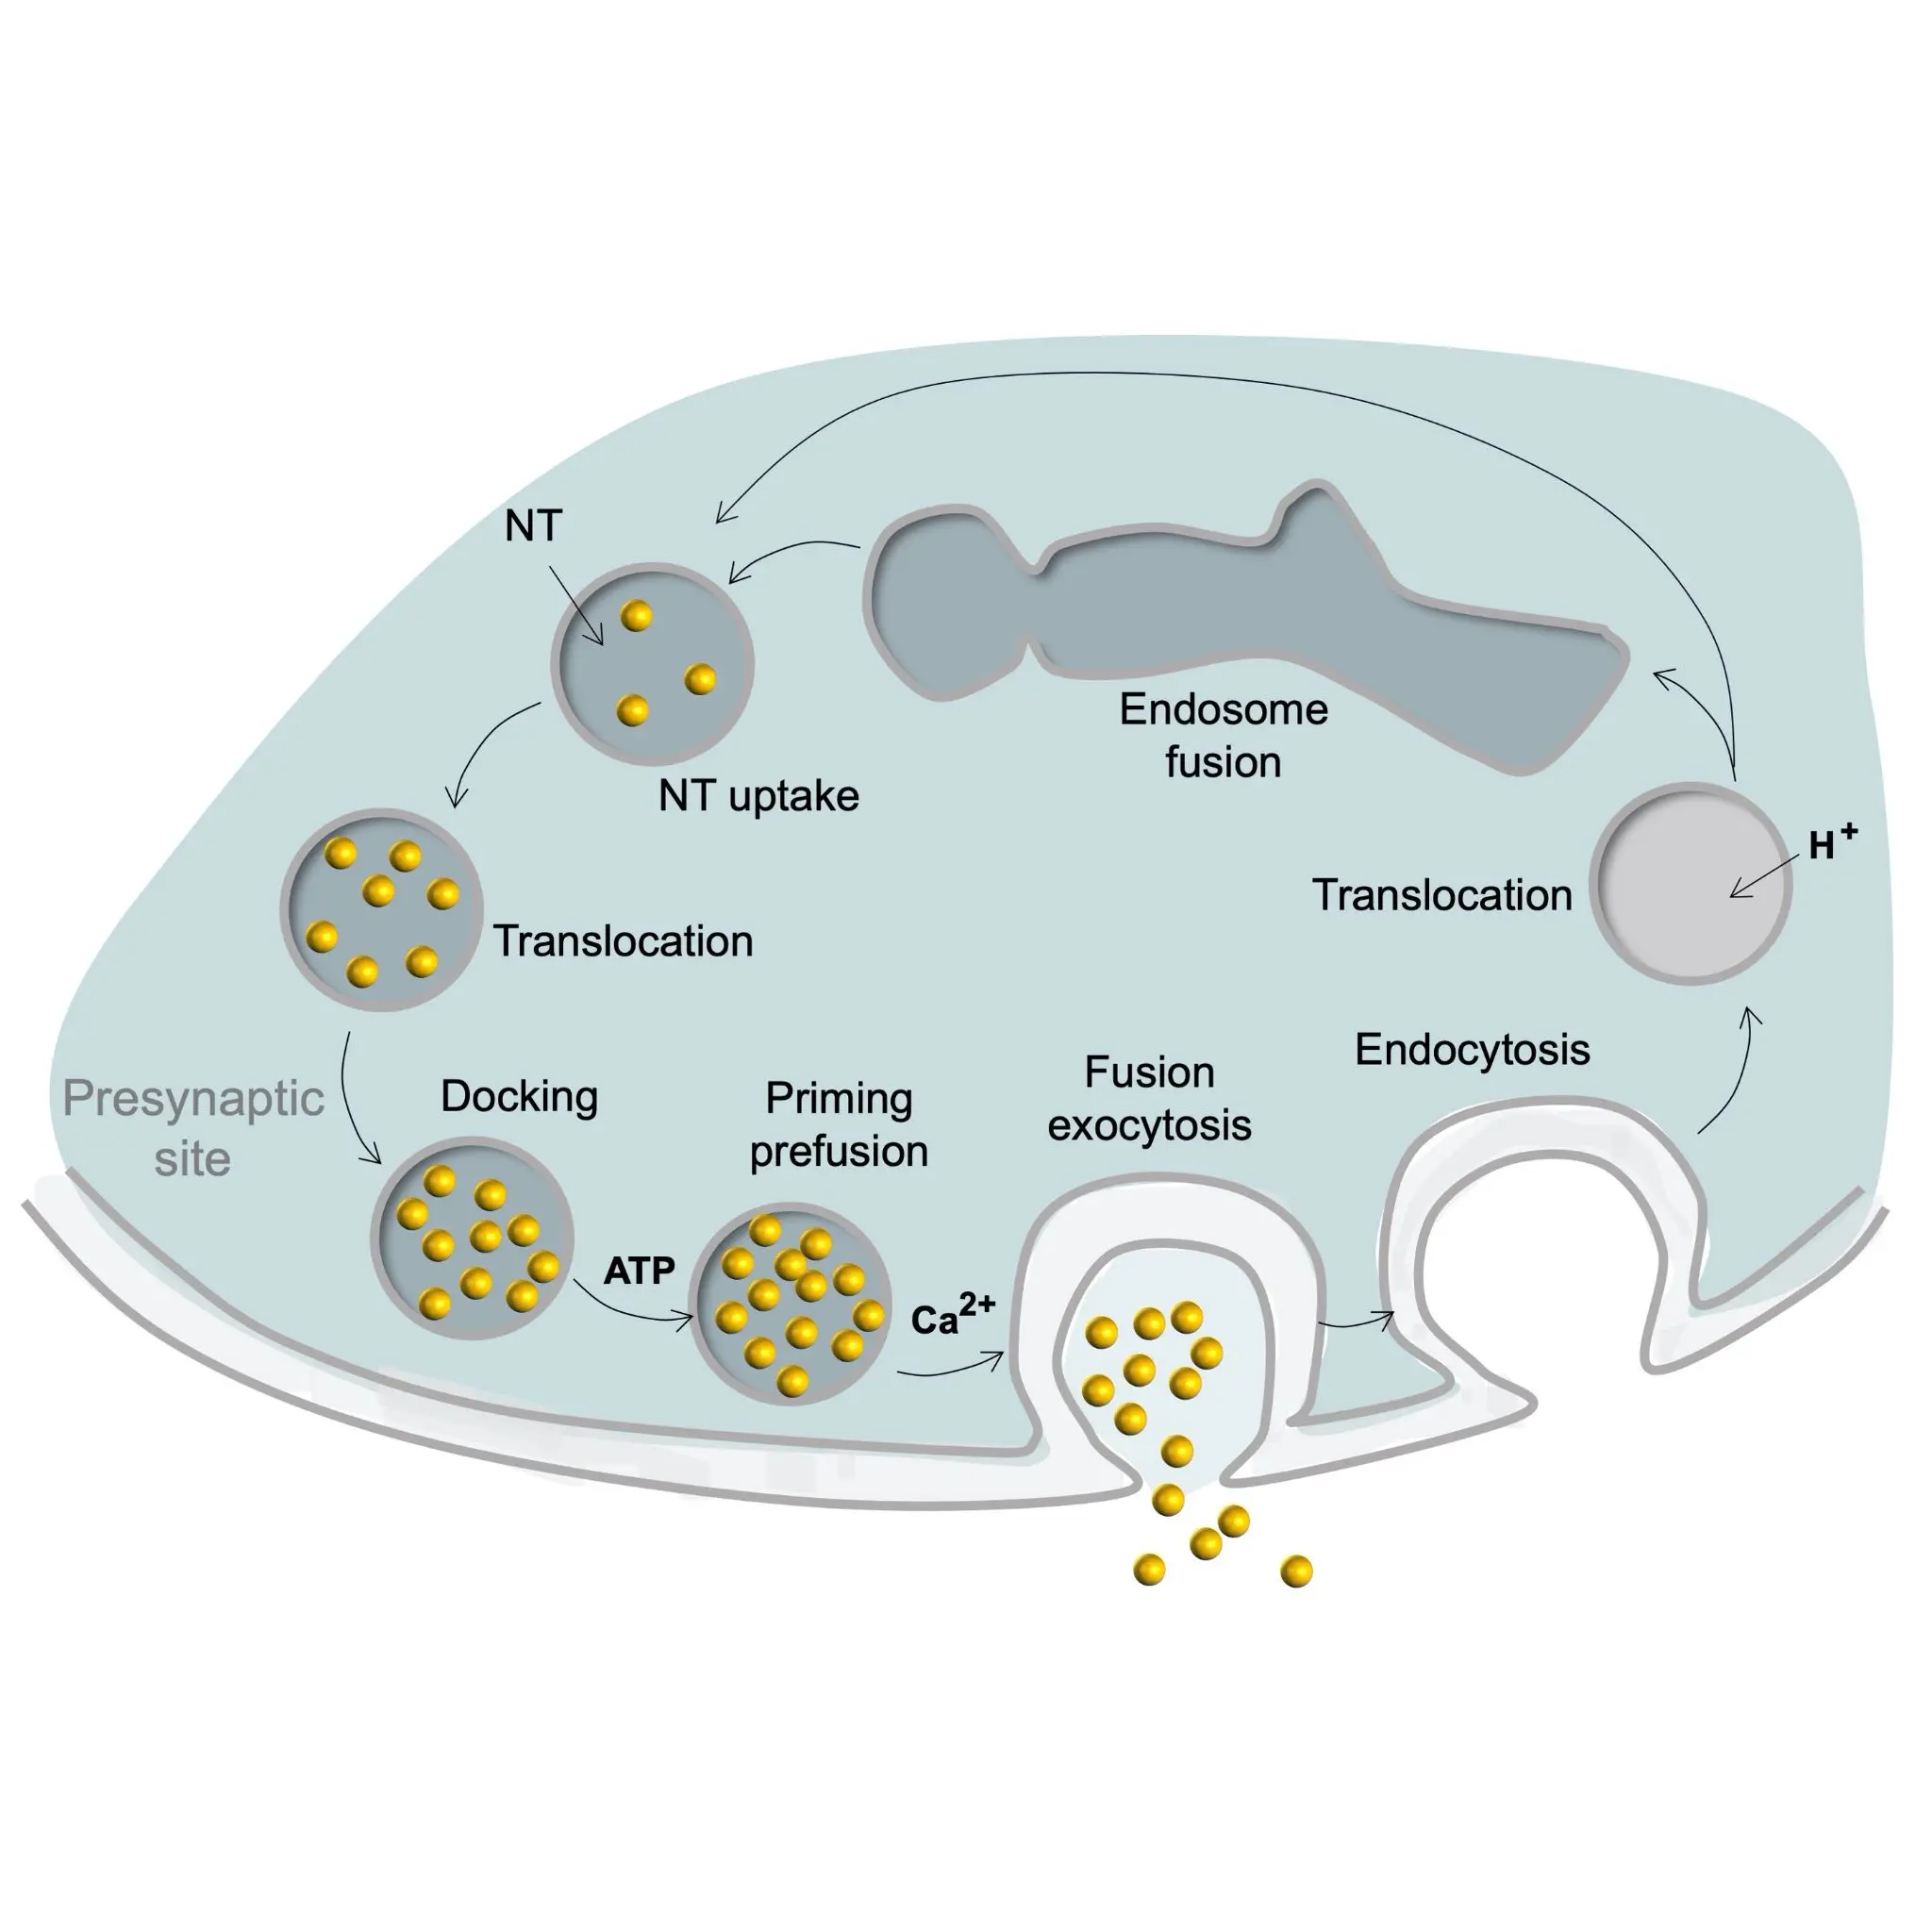 NT
Endosome
fusion
NT uptake
H+
Translocation
Translocation
Endocytosis
Presynaptic
site
Docking
Priming
prefusion
Fusion
exocytosis
ATP
Ca2+